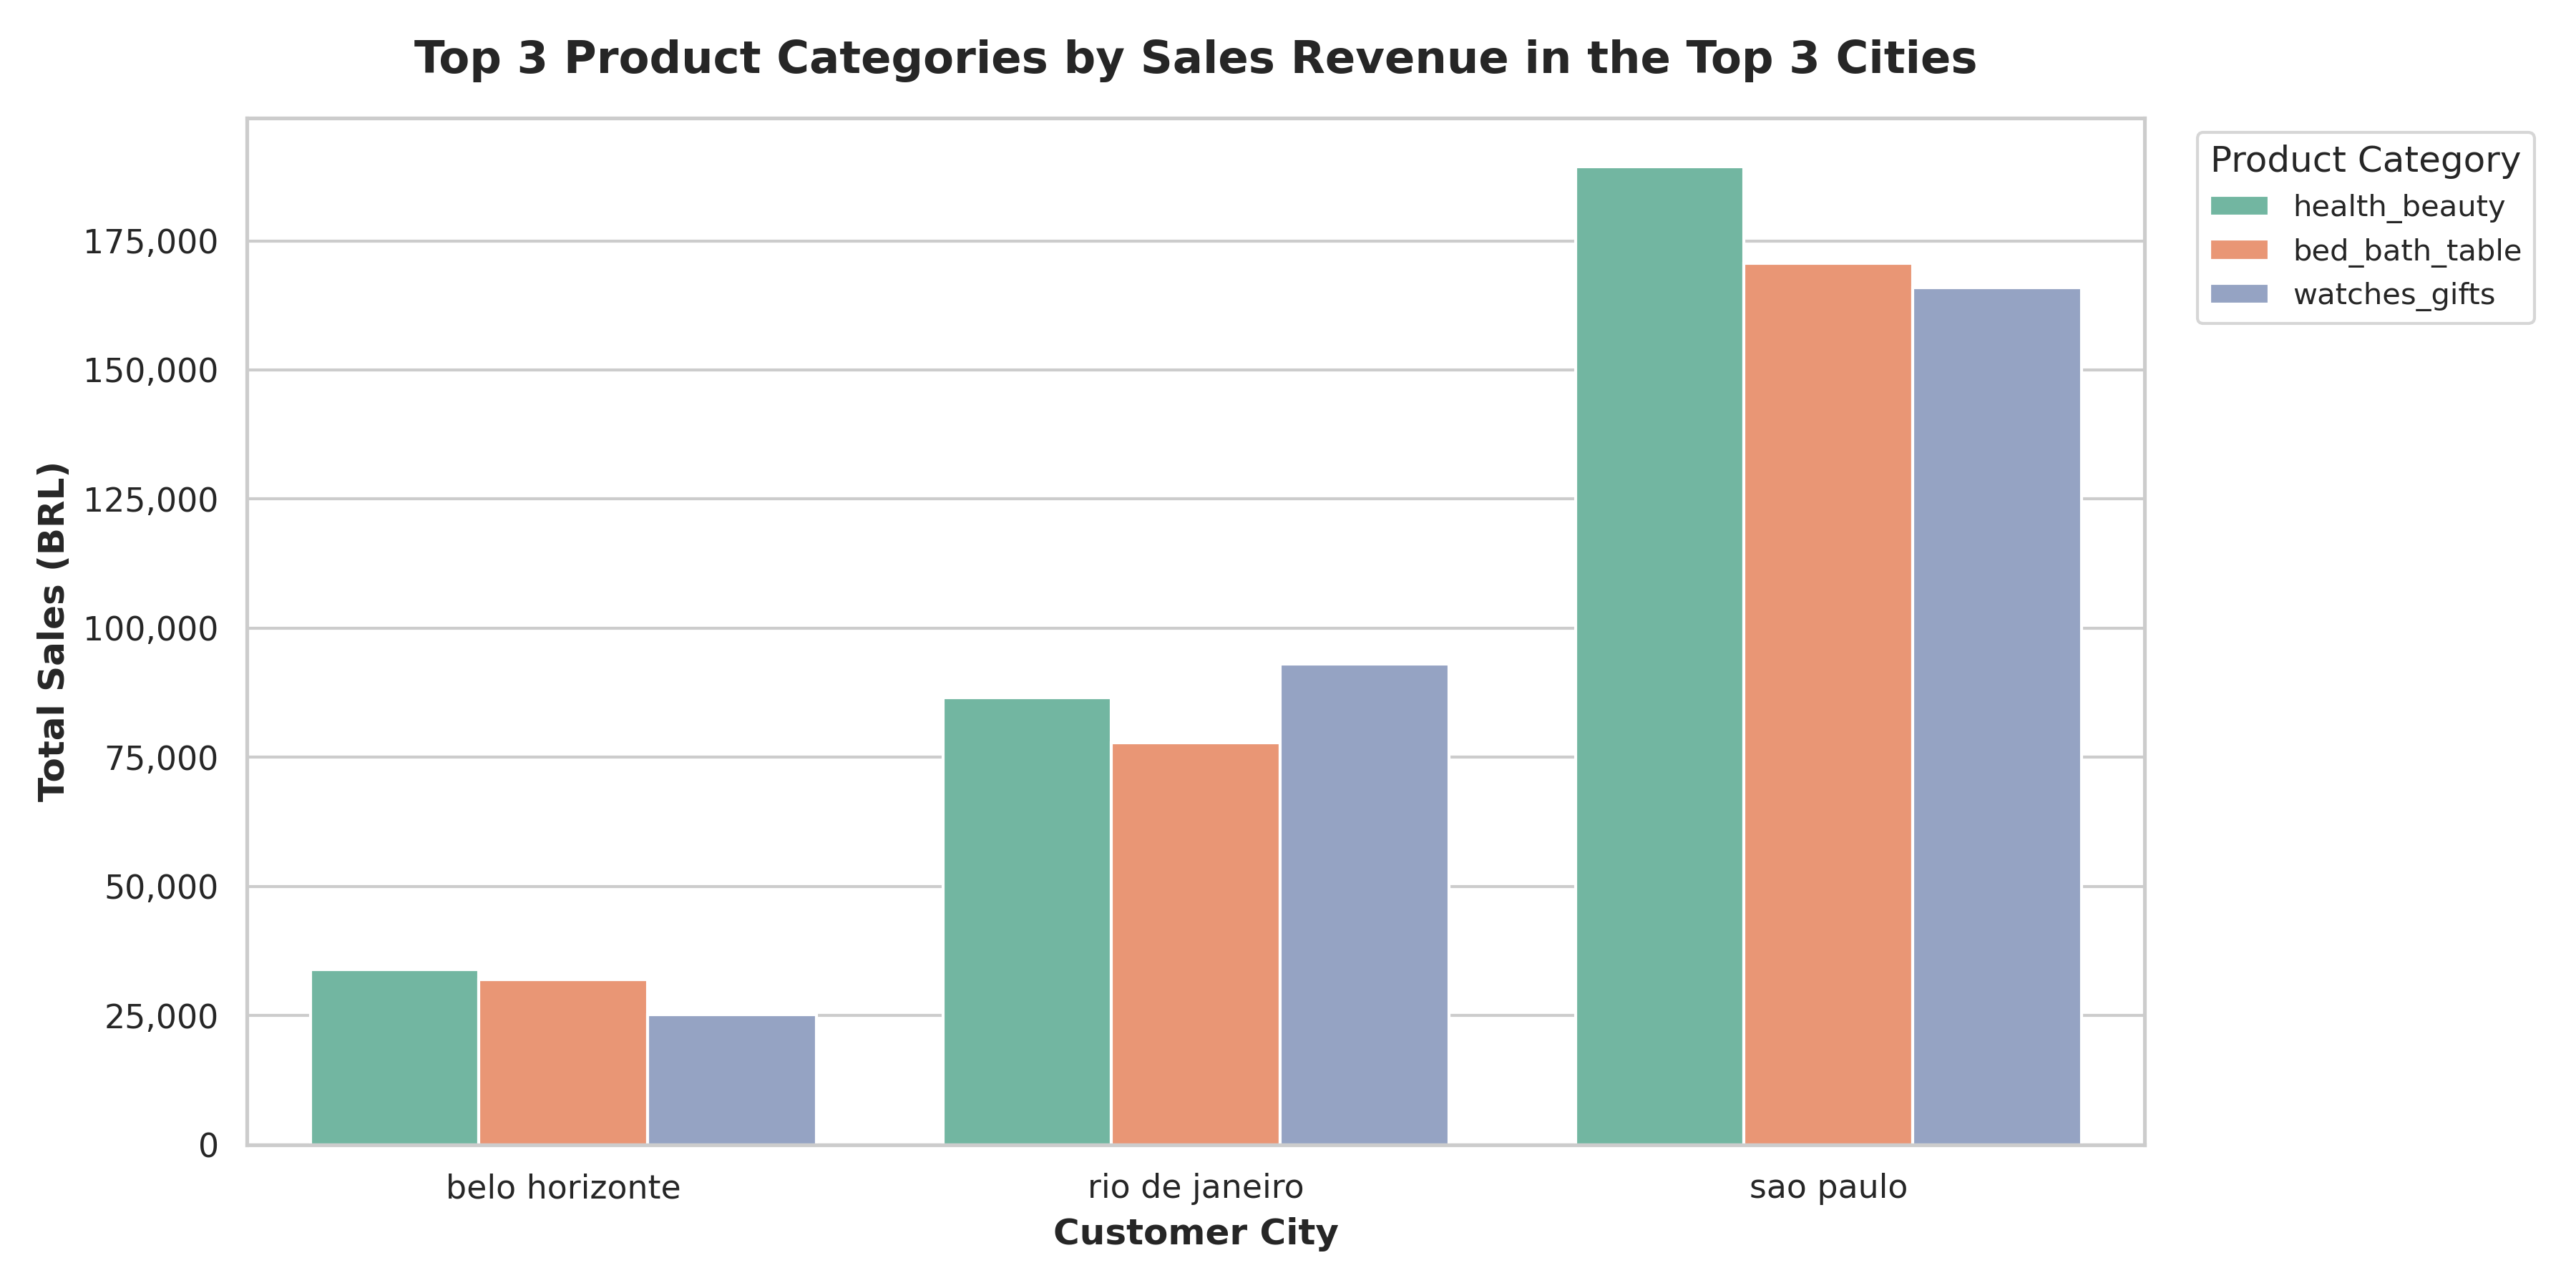 Top 3 Product Categories by Sales Revenue in the Top 3 Cities
Total Sales (BRL)
175,000
150,000
125,000
100,000
75,000
50,000
25,000
0
belo horizonte
rio de janeiro
sao paulo
Customer City
Product Category
health_beauty
bed_bath_table
watches_gifts